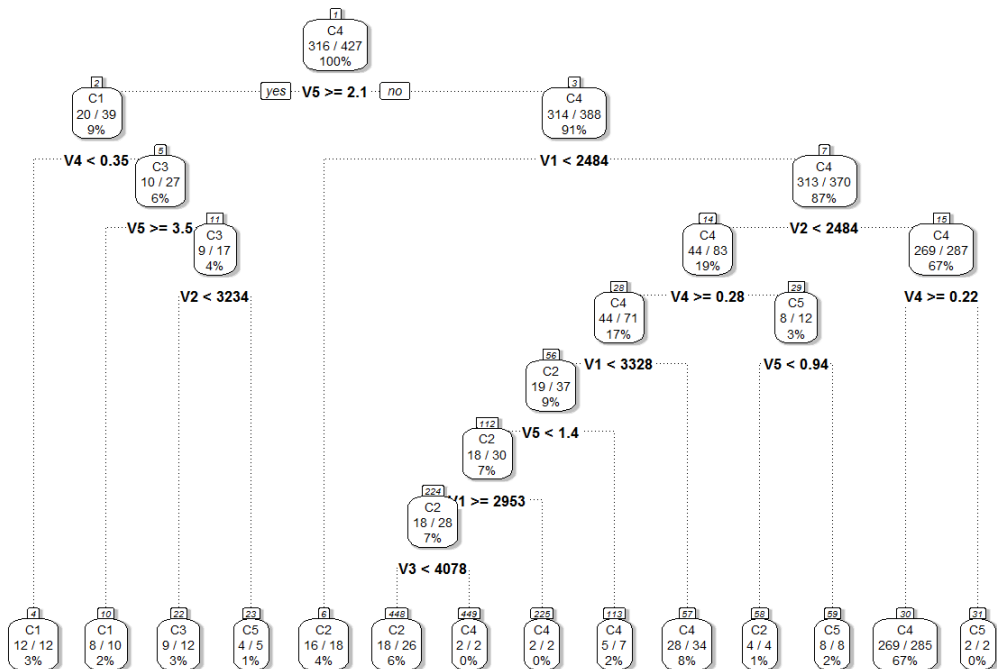 1
C4
316 / 427
100%
yes V5 >= 2.1 no
2
C1
20 / 39
9%
3
C4
314 / 388
91%
V4 < 0.35
5
C3
10 / 27
6%
V1 < 2484
7
C4
313 / 370
87%
V5 >= 3.5
11
C3
9 / 17
4%
14
C4
44 / 83
19%
V2 < 2484
15
C4
269 / 287
67%
V2 < 3234
28
C4
44 / 71
17%
V4 >= 0.28
29
C5
8 / 12
3%
V4 >= 0.22
56
C2
19 / 37
9%
V1 < 3328
V5 < 0.94
112
C2
18 / 30
7%
V5 < 1.4
224
C2
18 / 28
7%
V1 >= 2953
V3 < 4078
4
C1
12 / 12
3%
10
C1
8 / 10
2%
22
C3
9 / 12
3%
23
C5
4 / 5
1%
6
C2
16 / 18
4%
448
C2
18 / 26
6%
449
C4
2 / 2
0%
225
C4
2 / 2
0%
113
C4
5 / 7
2%
57
C4
28 / 34
8%
58
C2
4 / 4
1%
59
C5
8 / 8
2%
30
C4
269 / 285
67%
31
C5
2 / 2
0%